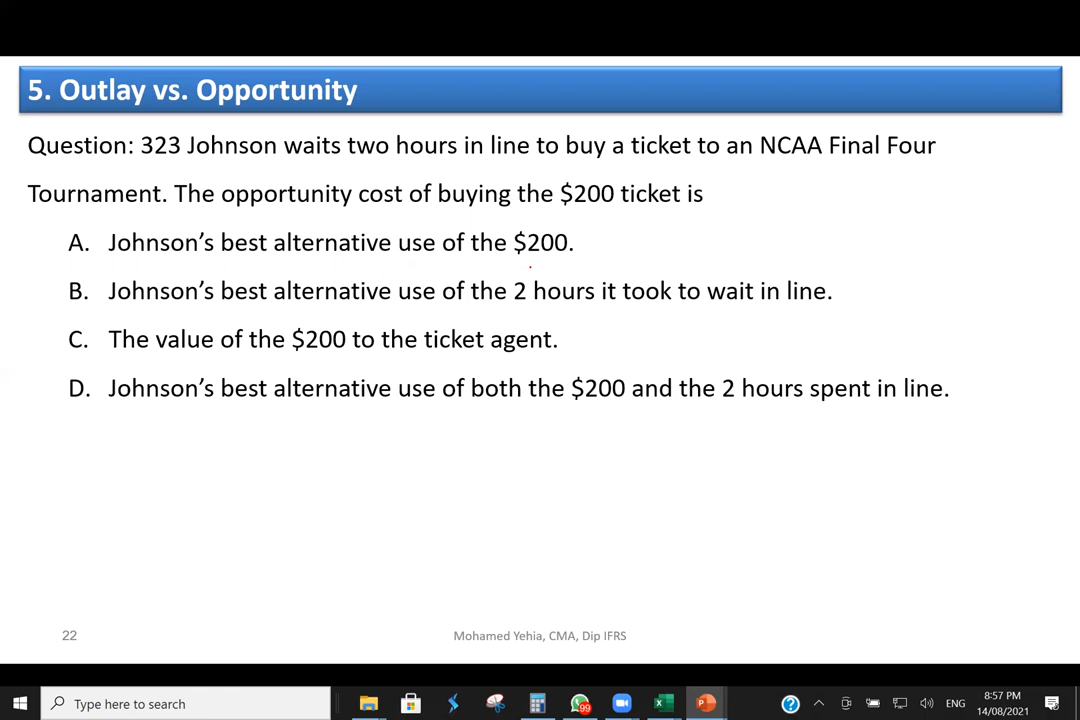 5. Outlay vs. Opportunity
Question: 323 Johnson waits two hours in line to buy a ticket to an NCAA Final Four
Tournament. The opportunity cost of buying the $200 ticket is
A. Johnson’s best alternative use of the $200.
B. Johnson’s best alternative use of the 2 hours it took to wait in line.
C. The value of the $200 to the ticket agent.
D. Johnson’s best alternative use of both the $200 and the 2 hours spent in line.
22
Mohamed Yehia, CMA, Dip IFRS
Type here to search
99
ENG
8:57 PM
14/08/2021